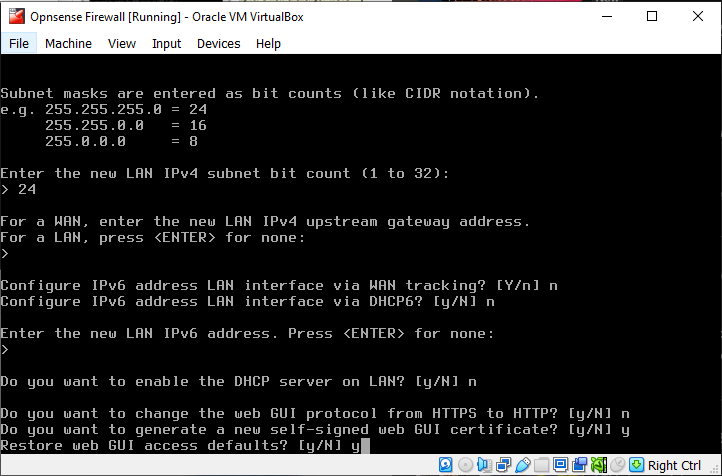 Opnsense Firewall [Running] - Oracle VM VirtualBox
File Machine View Input Devices Help
Subnet masks are entered as bit counts (like CIDR notation).
e.g. 255.255.255.0 = 24
255.255.0.0 = 16
255.0.0.0 = 8
Enter the new LAN IPv4 subnet bit count (1 to 32):
> 24
For a WAN, enter the new LAN IPv4 upstream gateway address.
For a LAN, press <ENTER> for none:
>
Configure IPv6 address LAN interface via WAN tracking? [Y/n] n
Configure IPv6 address LAN interface via DHCP6? [y/N] n
Enter the new LAN IPv6 address. Press <ENTER> for none:
>
Do you want to enable the DHCP server on LAN? [y/N] n
Do you want to change the web GUI protocol from HTTPS to HTTP? [y/N] n
Do you want to generate a new self-signed web GUI certificate? [y/N] y
Restore web GUI access defaults? [y/N] y
Right Ctrl